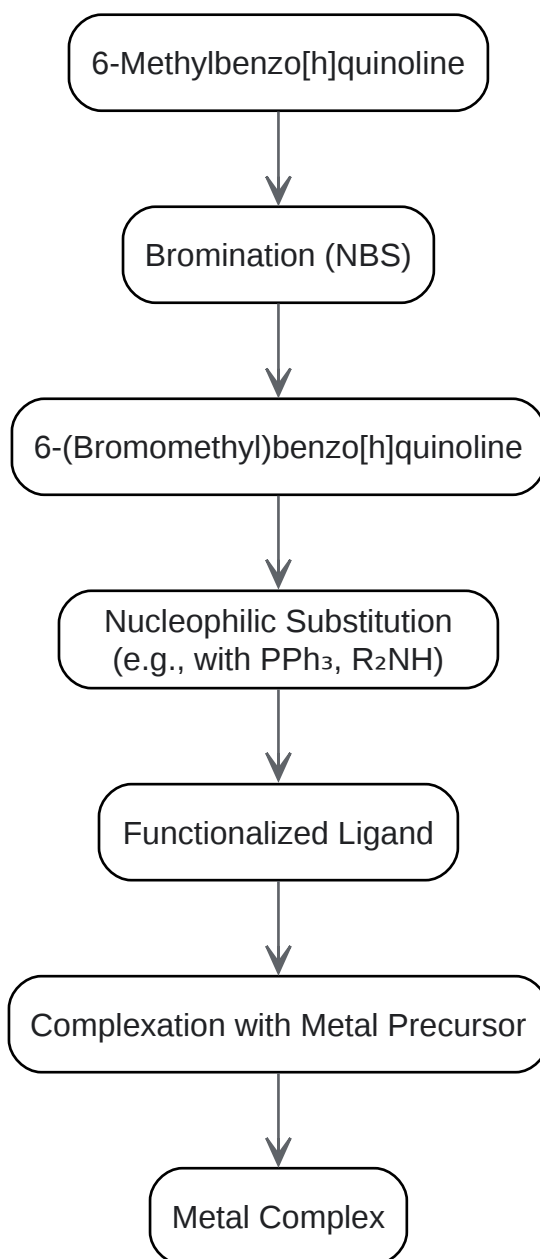 6-Methylbenzo[h]quinoline
Bromination (NBS)
6-(Bromomethyl)benzo[h]quinoline
Nucleophilic Substitution
(e.g., with PPh₃, R₂NH)
Functionalized Ligand
Complexation with Metal Precursor
Metal Complex